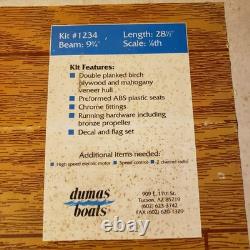 Kit #1234 Length: 28½"
Beam: 9¾" Scale: ⅛th
Kit Features:
• Double planked birch
plywood and mahogany
veneer hull
• Preformed ABS plastic seats
• Chrome fittings
• Running hardware including
bronze propeller
• Decal and flag set
Additional items needed:
• High speed electric motor • Speed control • 2 channel radio
dumas
boats
909 E. 17th St.
Tucson, AZ 85719
(602) 623-3742
FAX (602) 620-1329